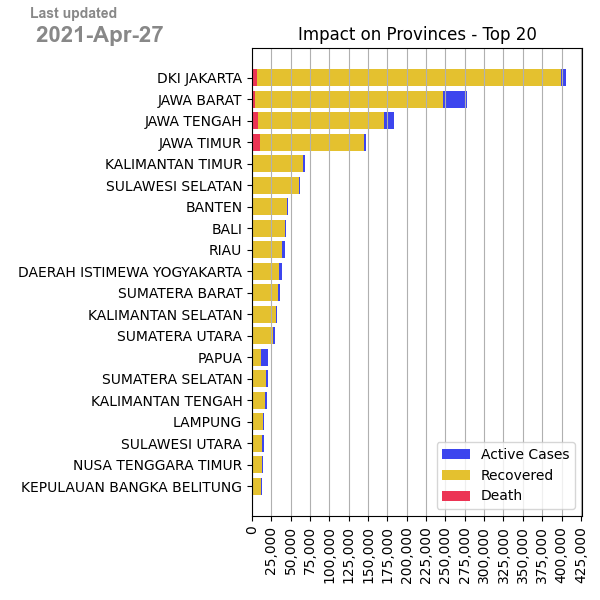 Last updated
2021-Apr-27
Impact on Provinces - Top 20
DKI JAKARTA
JAWA BARAT
JAWA TENGAH
JAWA TIMUR
KALIMANTAN TIMUR
SULAWESI SELATAN
BANTEN
BALI
RIAU
DAERAH ISTIMEWA YOGYAKARTA
SUMATERA BARAT
KALIMANTAN SELATAN
SUMATERA UTARA
PAPUA
SUMATERA SELATAN
KALIMANTAN TENGAH
LAMPUNG
SULAWESI UTARA
NUSA TENGGARA TIMUR
KEPULAUAN BANGKA BELITUNG
Active Cases
Recovered
Death
0
25,000
50,000
75,000
100,000
125,000
150,000
175,000
200,000
225,000
250,000
275,000
300,000
325,000
350,000
375,000
400,000
425,000